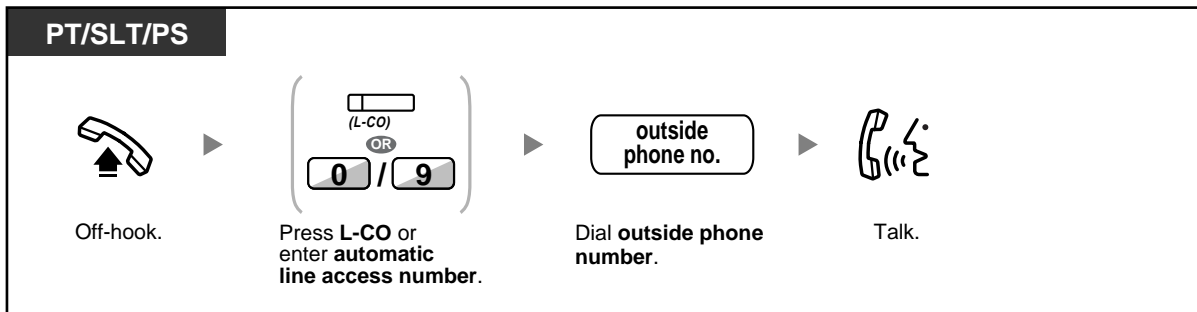 PT/SLT/PS
(L-CO)
OR
0 / 9
outside
phone no.
Off-hook.
Press L-CO or
enter automatic
line access number.
Dial outside phone
number.
Talk.